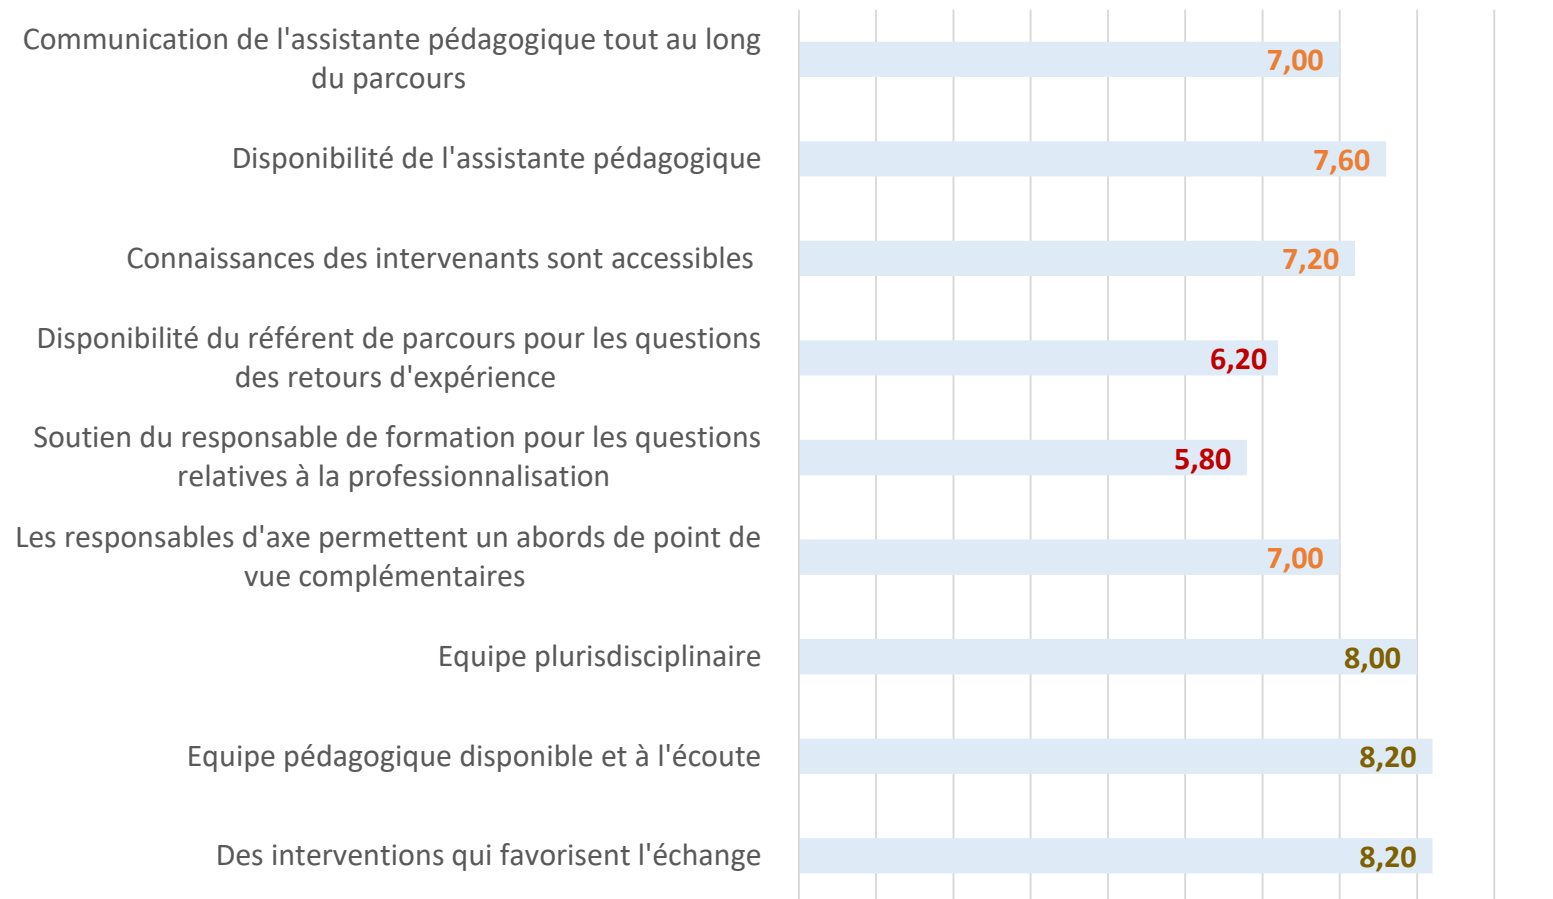 Communication de l'assistante pédagogique tout au long
du parcours
7,00
Disponibilité de l'assistante pédagogique
7,60
Connaissances des intervenants sont accessibles
7,20
Disponibilité du référent de parcours pour les questions
des retours d'expérience
6,20
Soutien du responsable de formation pour les questions
relatives à la professionnalisation
5,80
Les responsables d'axe permettent un abords de point de
vue complémentaires
7,00
Equipe plurisdisciplinaire
8,00
Equipe pédagogique disponible et à l'écoute
8,20
Des interventions qui favorisent l'échange
8,20